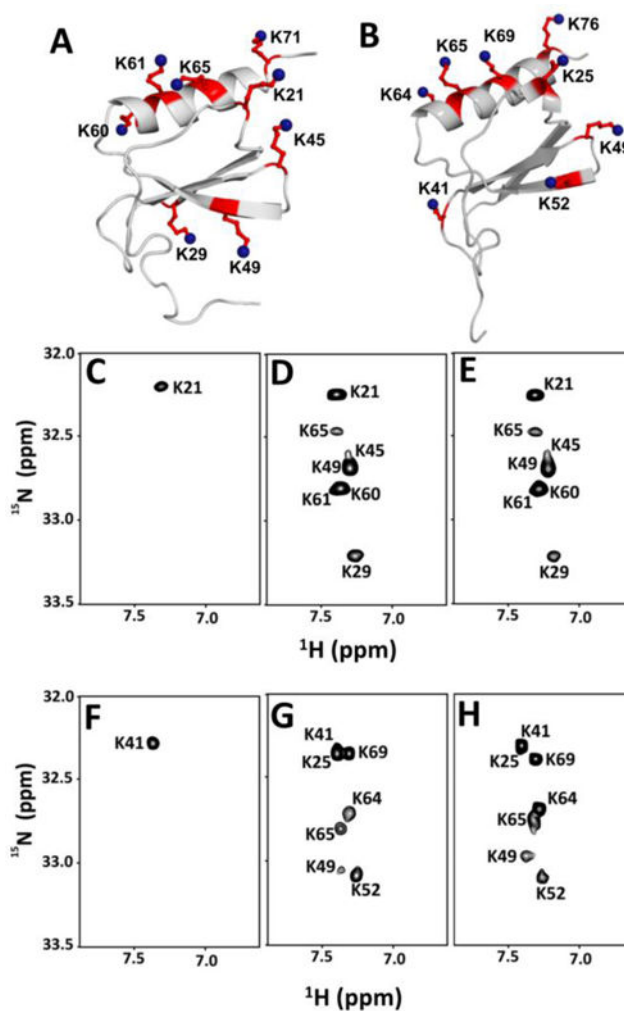 A
K71
K61
K65
K21
K60
K45
K29
K49
B
K76
K65
K69
K25
K64
K49
K41
K52
32.0
32.5
33.0
33.5
15N (ppm)
C
K21
7.5
7.0
D
K21
K65
K45
K49
K61
K60
K29
7.5
7.0
E
K21
K65
K45
K49
K61
K60
K29
7.5
7.0
1H (ppm)
32.0
32.5
33.0
33.5
15N (ppm)
F
K41
7.5
7.0
G
K41
K25
K69
K64
K65
K49
K52
7.5
7.0
H
K41
K25
K69
K64
K65
K49
K52
7.5
7.0
1H (ppm)